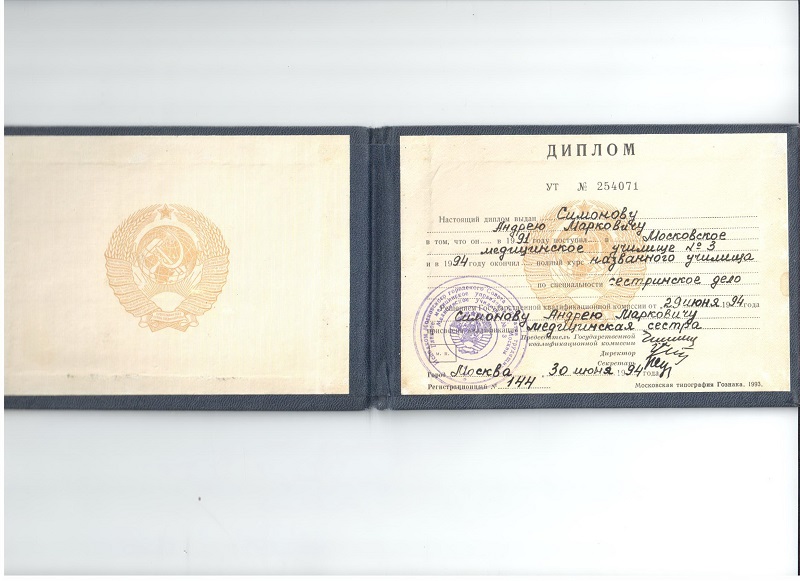 ДИПЛОМ
УТ № 254071
Настоящий диплом выдан Симонову
Андрею Марковичу
в том, что он в 1991 году поступил Московское
медицинское училище № 3
и в 1994 году окончил полный курс названного училища
по специальности сестринское дело
Решением Государственной квалификационной комиссии от 29 июня 1994 года
Симонову Андрею Марковичу
медицинская сестра
Председатель Государственной
квалификационной комиссии
Директор
Секретарь
Город Москва 30 июня 1994 года
Регистрационный № 144
Московская типография Гознака. 1993.